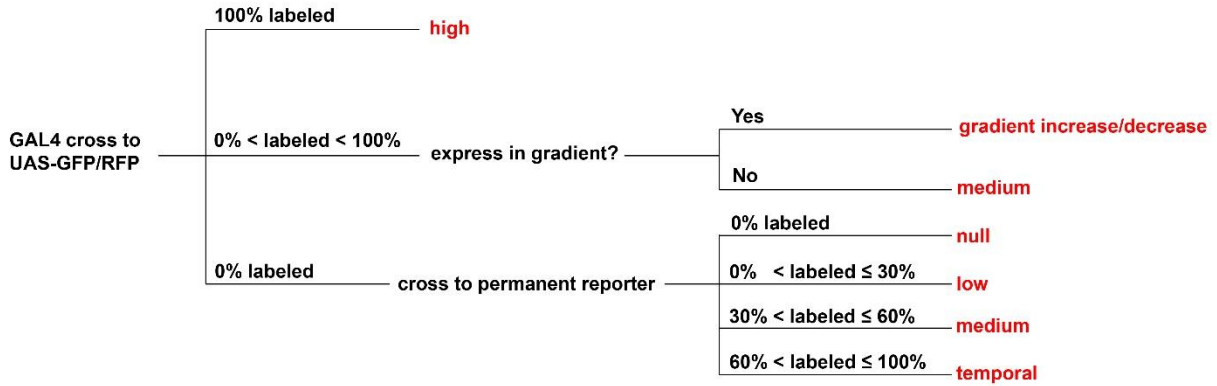 100% labeled
high
GAL4 cross to
UAS-GFP/RFP
0% < labeled < 100%
express in gradient?
Yes
gradient increase/decrease
No
medium
0% labeled
cross to permanent reporter
0% labeled
null
0% < labeled ≤ 30%
low
30% < labeled ≤ 60%
medium
60% < labeled ≤ 100%
temporal